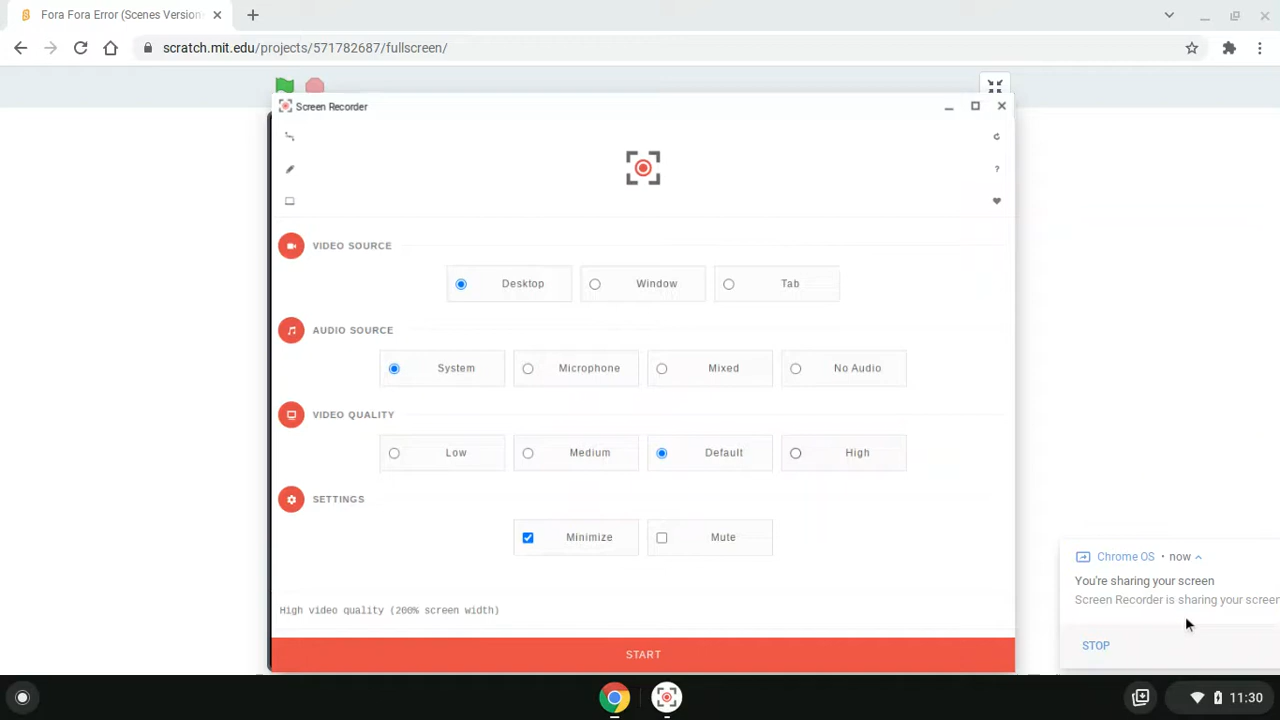 Fora Fora Error (Scenes Version
scratch.mit.edu/projects/571782687/fullscreen/
Screen Recorder
?
VIDEO SOURCE
Desktop
Window
Tab
AUDIO SOURCE
System
Microphone
Mixed
No Audio
VIDEO QUALITY
Low
Medium
Default
High
SETTINGS
Minimize
Mute
High video quality (200% screen width)
START
Chrome OS • now
You're sharing your screen
Screen Recorder is sharing your screen
STOP
11:30